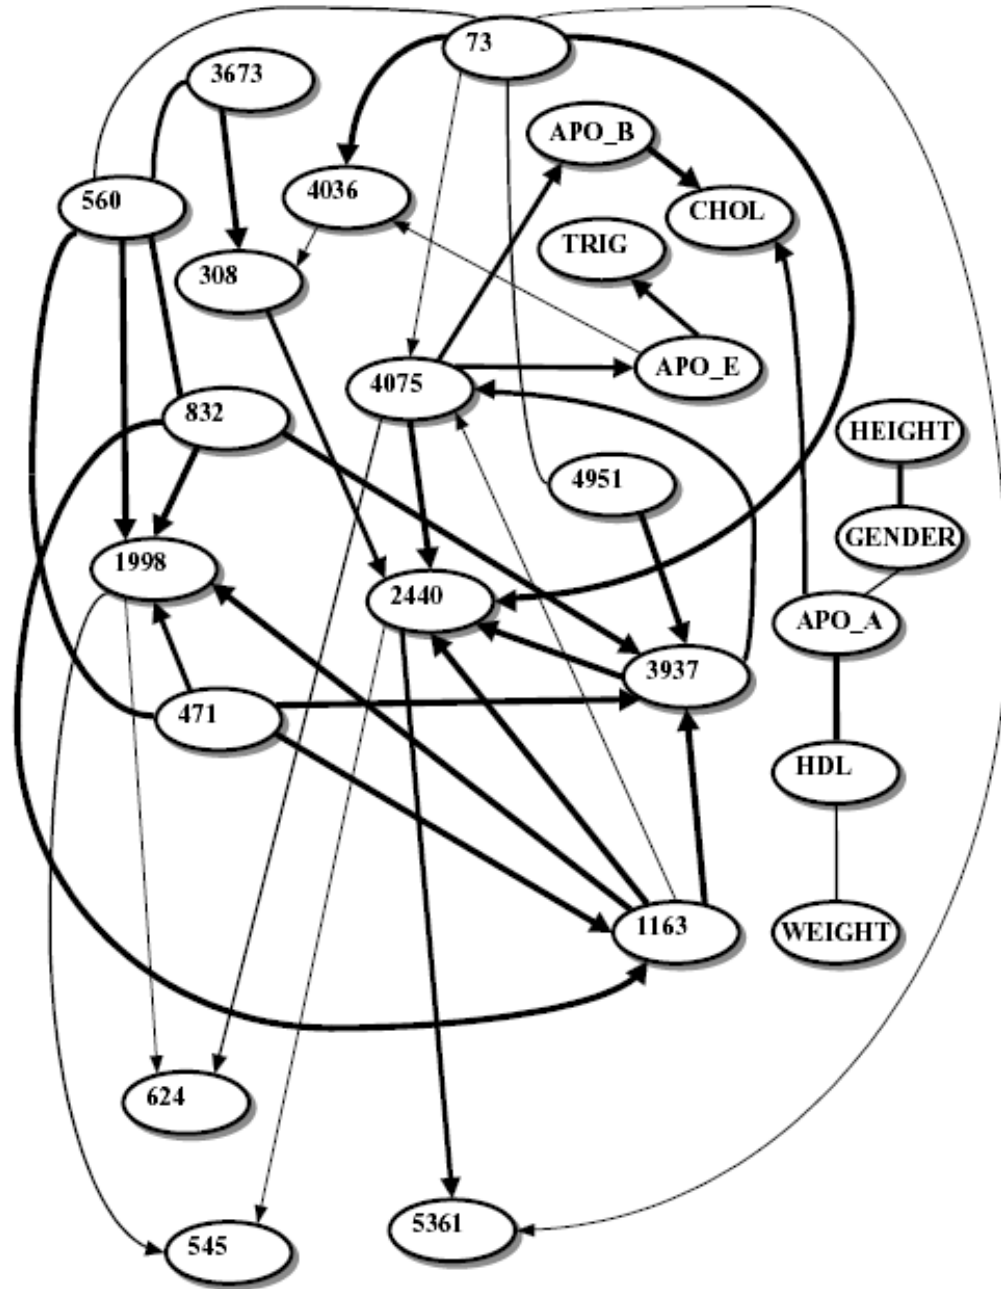 73
3673
APO_B
560
4036
CHOL
TRIG
308
APO_E
4075
832
HEIGHT
4951
GENDER
1998
2440
APO_A
3937
471
HDL
1163
WEIGHT
624
5361
545